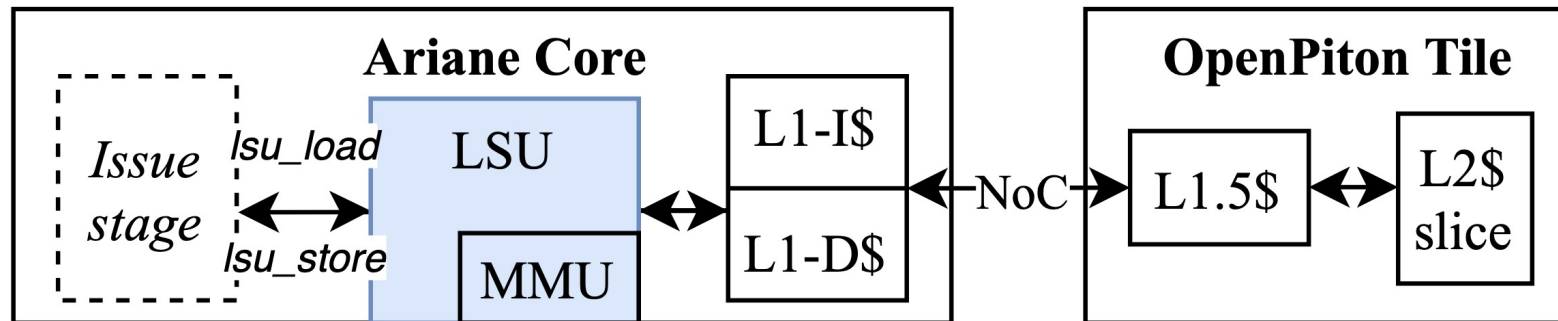 Ariane Core
OpenPiton Tile
Issue
stage
lsu_load
lsu_store
LSU
MMU
L1-I$
L1-D$
NoC
L1.5$
L2$
slice